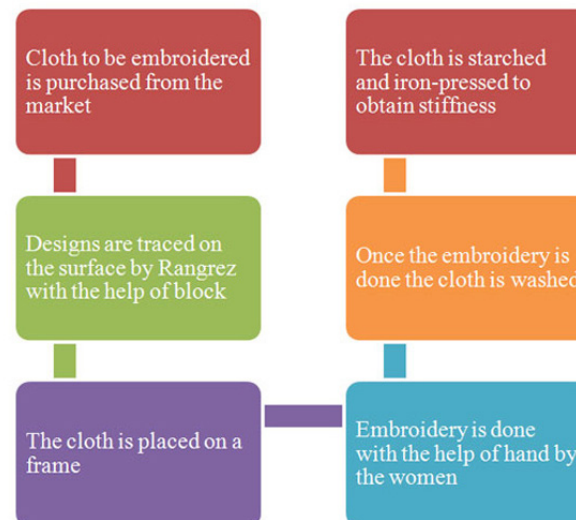 Cloth to be embroidered
is purchased from the
market
Designs are traced on
the surface by Rangrez
with the help of block
The cloth is placed on a
frame
Embroidery is done
with the help of hand by
the women
Once the embroidery is
done the cloth is washed
The cloth is starched
and iron-pressed to
obtain stiffness